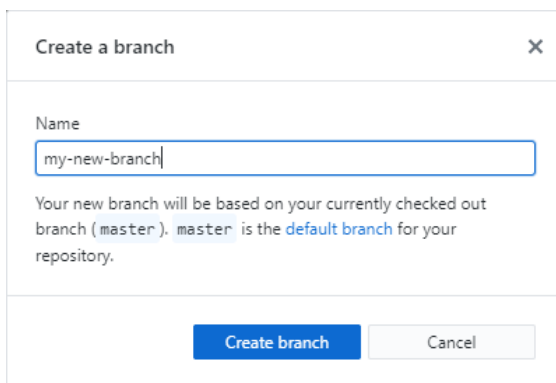 Create a branch
Name
my-new-branch
Your new branch will be based on your currently checked out
branch ( master ). master is the default branch for your
repository.
Create branch
Cancel